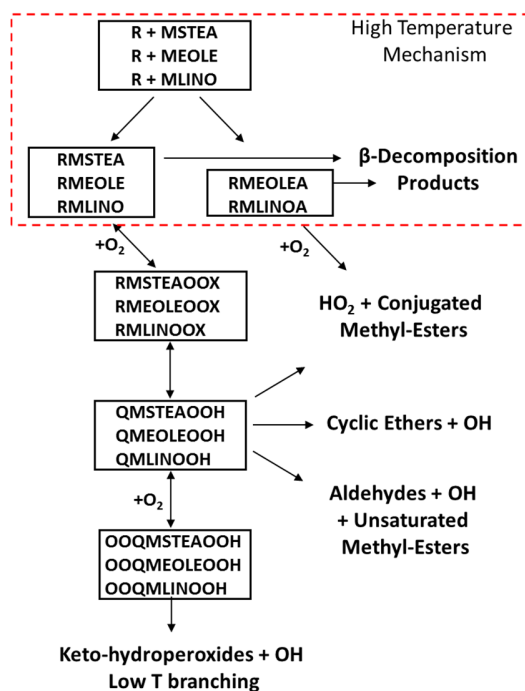 High Temperature
Mechanism
R + MSTEA
R + MEOLE
R + MLINO
RMSTEA
RMEOLE
RMLINO
RMEOLEA
RMLINOA
β-Decomposition
Products
+O₂
+O₂
RMSTEAOOX
RMEOLEOOX
RMLINOOX
HO₂ + Conjugated
Methyl-Esters
QMSTEAOOH
QMEOLEOOH
QMLINOOH
Cyclic Ethers + OH
+O₂
Aldehydes + OH
+ Unsaturated
Methyl-Esters
OOQMSTEAOOH
OOQMEOLEOOH
OOQMLINOOH
Keto-hydroperoxides + OH
Low T branching